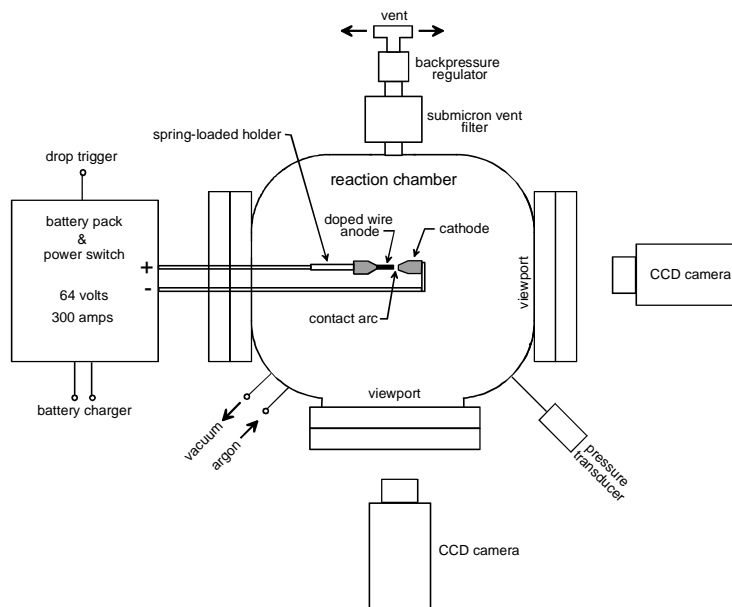 vent
backpressure
regulator
submicron vent
filter
spring-loaded holder
drop trigger
reaction chamber
battery pack
&
power switch
doped wire
anode
cathode
+
-
64 volts
300 amps
contact arc
viewport
CCD camera
battery charger
viewport
vacuum
argon
pressure
transducer
CCD camera